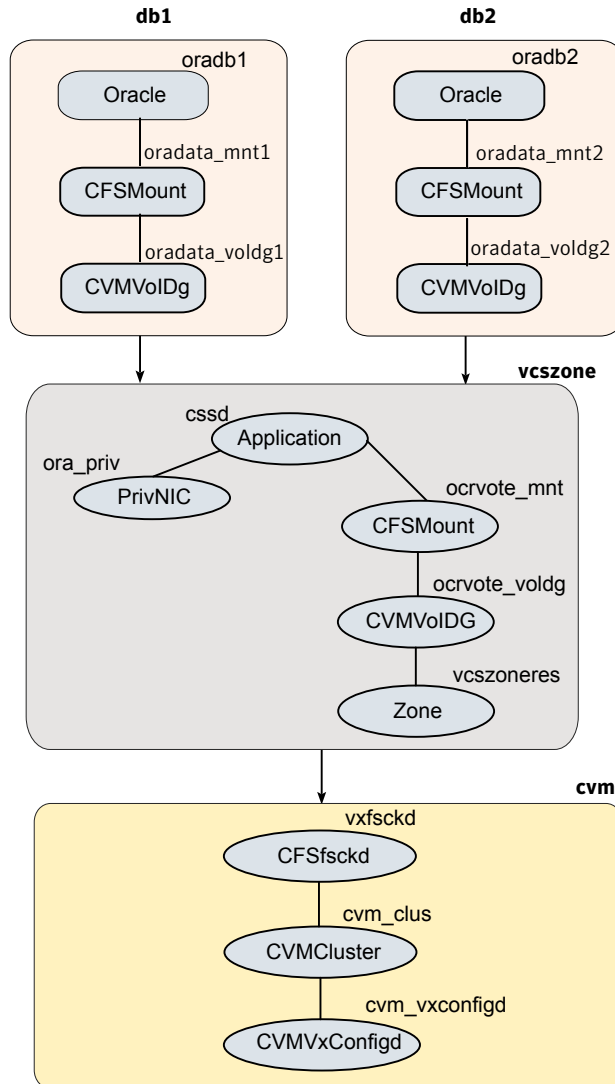 db1
db2
oradb1
oradb2
Oracle
Oracle
oradata_mnt1
oradata_mnt2
CFSMount
CFSMount
oradata_voldg1
oradata_voldg2
CVMVolDg
CVMVolDg
vcszone
cssd
Application
ora_priv
PrivNIC
ocrvote_mnt
CFSMount
ocrvote_voldg
CVMVolDG
vcszoneres
Zone
cvm
vxfsckd
CFSfsckd
cvm_clus
CVMCluster
cvm_vxconfigd
CVMVxConfigd